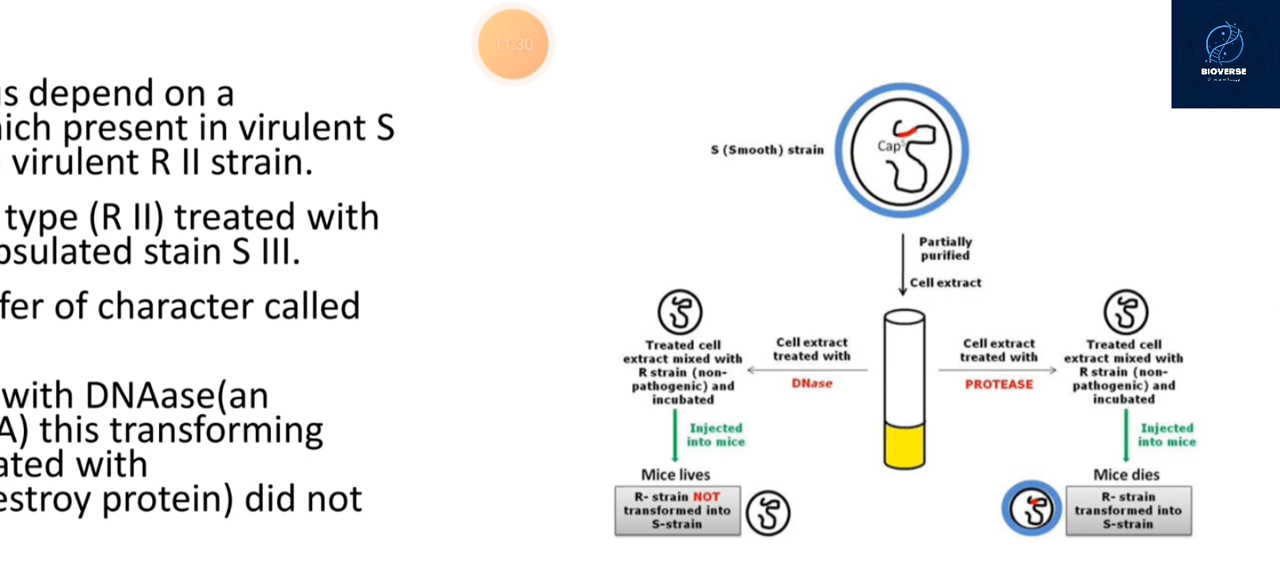 11:30
BIOVERSE
s depend on a
ich present in virulent S
virulent R II strain.
type (R II) treated with
psulated stain S III.
fer of character called
with DNAase(an
A) this transforming
ated with
estroy protein) did not
S (Smooth) strain
Cap
Partially
purified
Cell extract
Treated cell
extract mixed with
R strain (non-
pathogenic) and
incubated
Cell extract
treated with
DNase
Cell extract
treated with
PROTEASE
Treated cell
extract mixed with
R strain (non-
pathogenic) and
incubated
Injected
into mice
Injected
into mice
Mice lives
R- strain NOT
transformed into
S-strain
Mice dies
R- strain
transformed into
S-strain